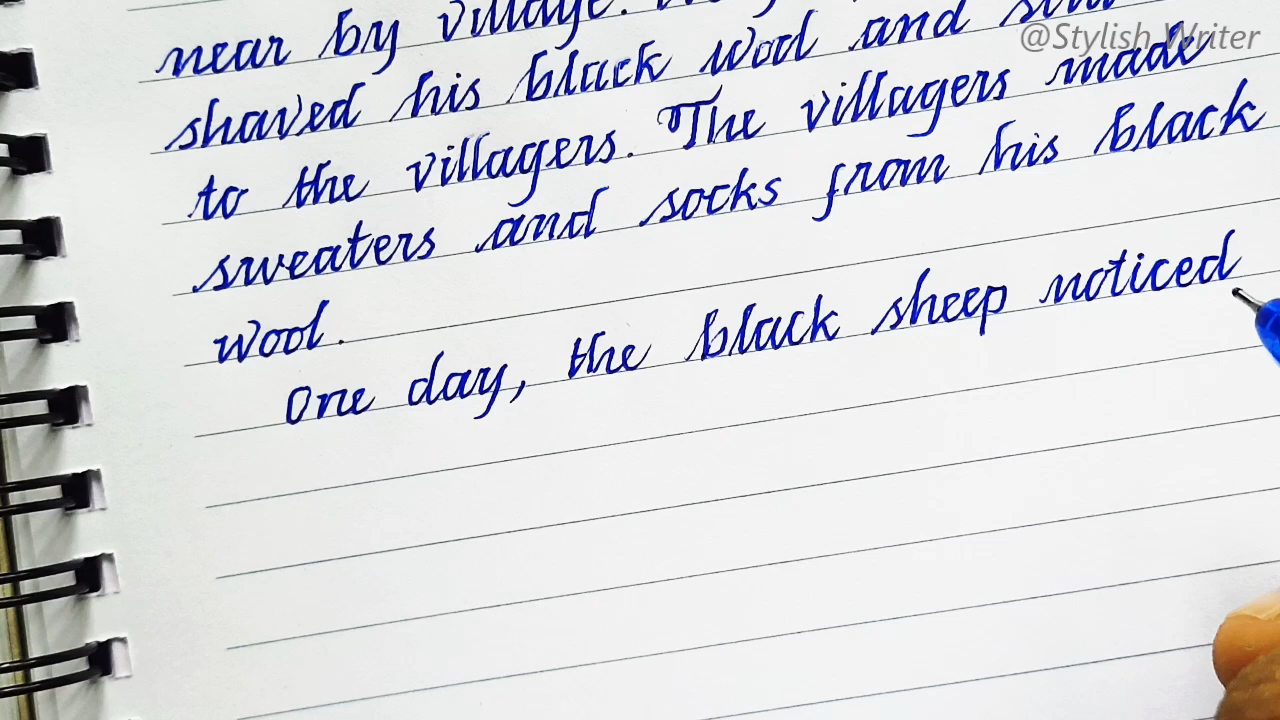 near by village.
@Stylish Writer
shaved his black wool and
to the villagers. The villagers made
sweaters and socks from his black
wool.
One day, the black sheep noticed